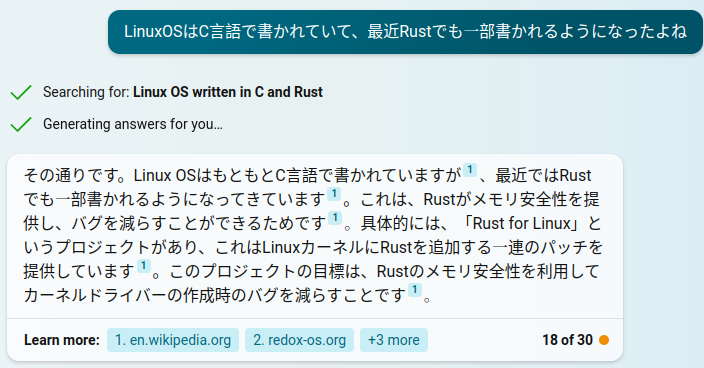 LinuxOSはC言語で書かれていて、最近Rustでも一部書かれるようになったよね
Searching for: Linux OS written in C and Rust
Generating answers for you…
その通りです。Linux OSはもともとC言語で書かれていますが 1 、最近ではRust
でも一部書かれるようになってきています 1 。これは、Rustがメモリ安全性を提
供し、バグを減らすことができるためです 1 。具体的には、「Rust for Linux」と
いうプロジェクトがあり、これはLinuxカーネルにRustを追加する一連のパッチを
提供しています 1 。このプロジェクトの目標は、Rustのメモリ安全性を利用して
カーネルドライバーの作成時のバグを減らすことです 1 。
Learn more: 1. en.wikipedia.org 2. redox-os.org +3 more 18 of 30